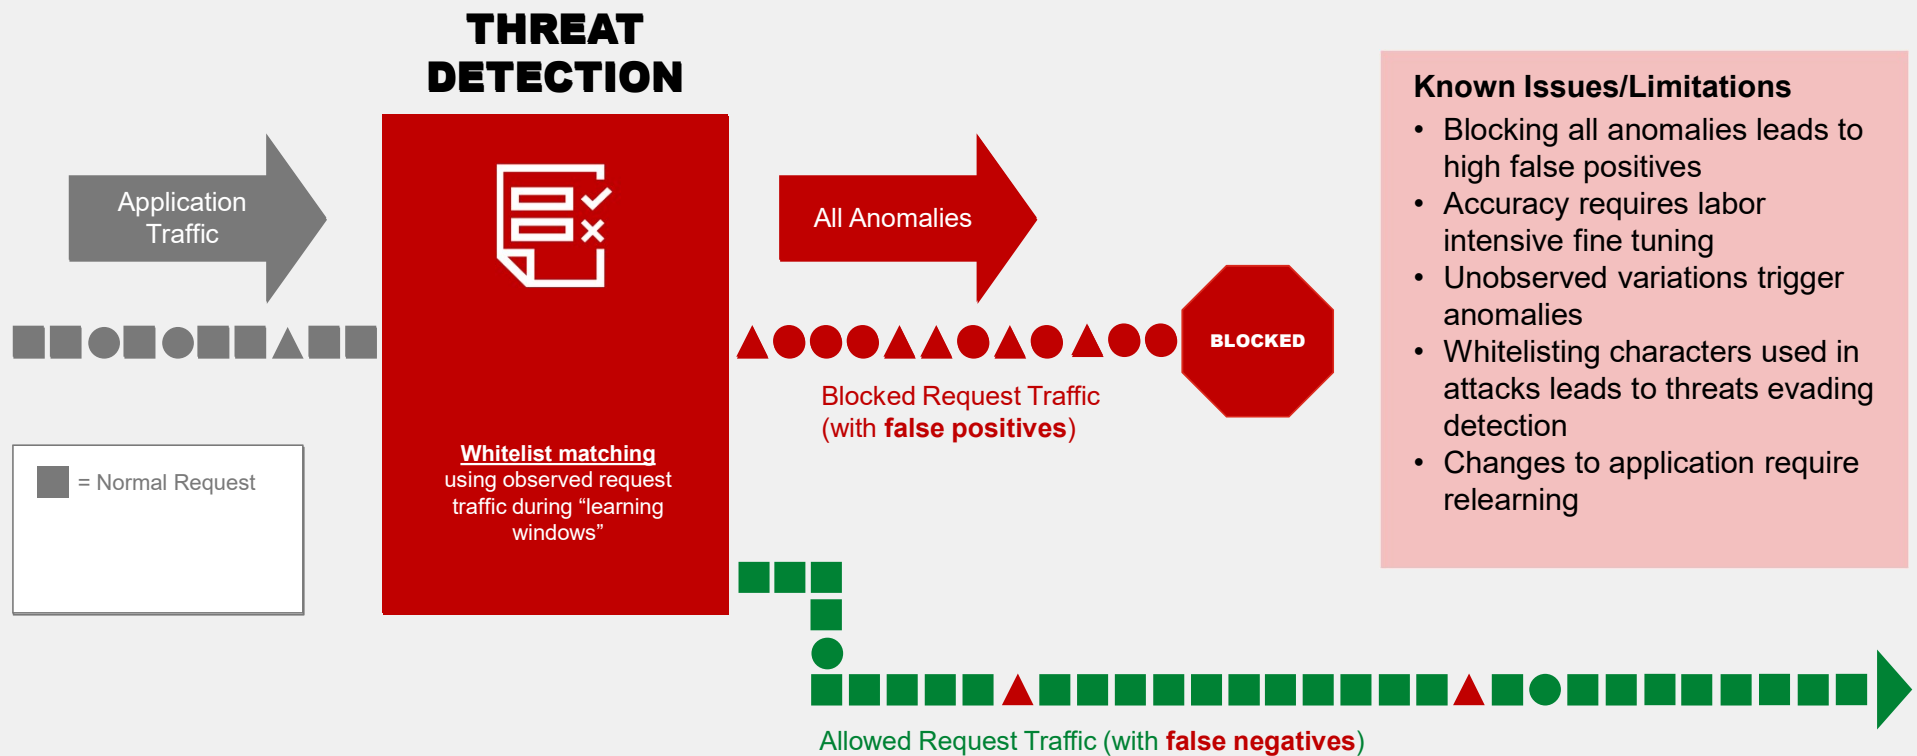 THREAT
DETECTION
Application
Traffic
All Anomalies
BLOCKED
Blocked Request Traffic
(with false positives)
= Normal Request
Whitelist matching
using observed request
traffic during “learning
windows”
Known Issues/Limitations
• Blocking all anomalies leads to
high false positives
• Accuracy requires labor
intensive fine tuning
• Unobserved variations trigger
anomalies
• Whitelisting characters used in
attacks leads to threats evading
detection
• Changes to application require
relearning
Allowed Request Traffic (with false negatives)